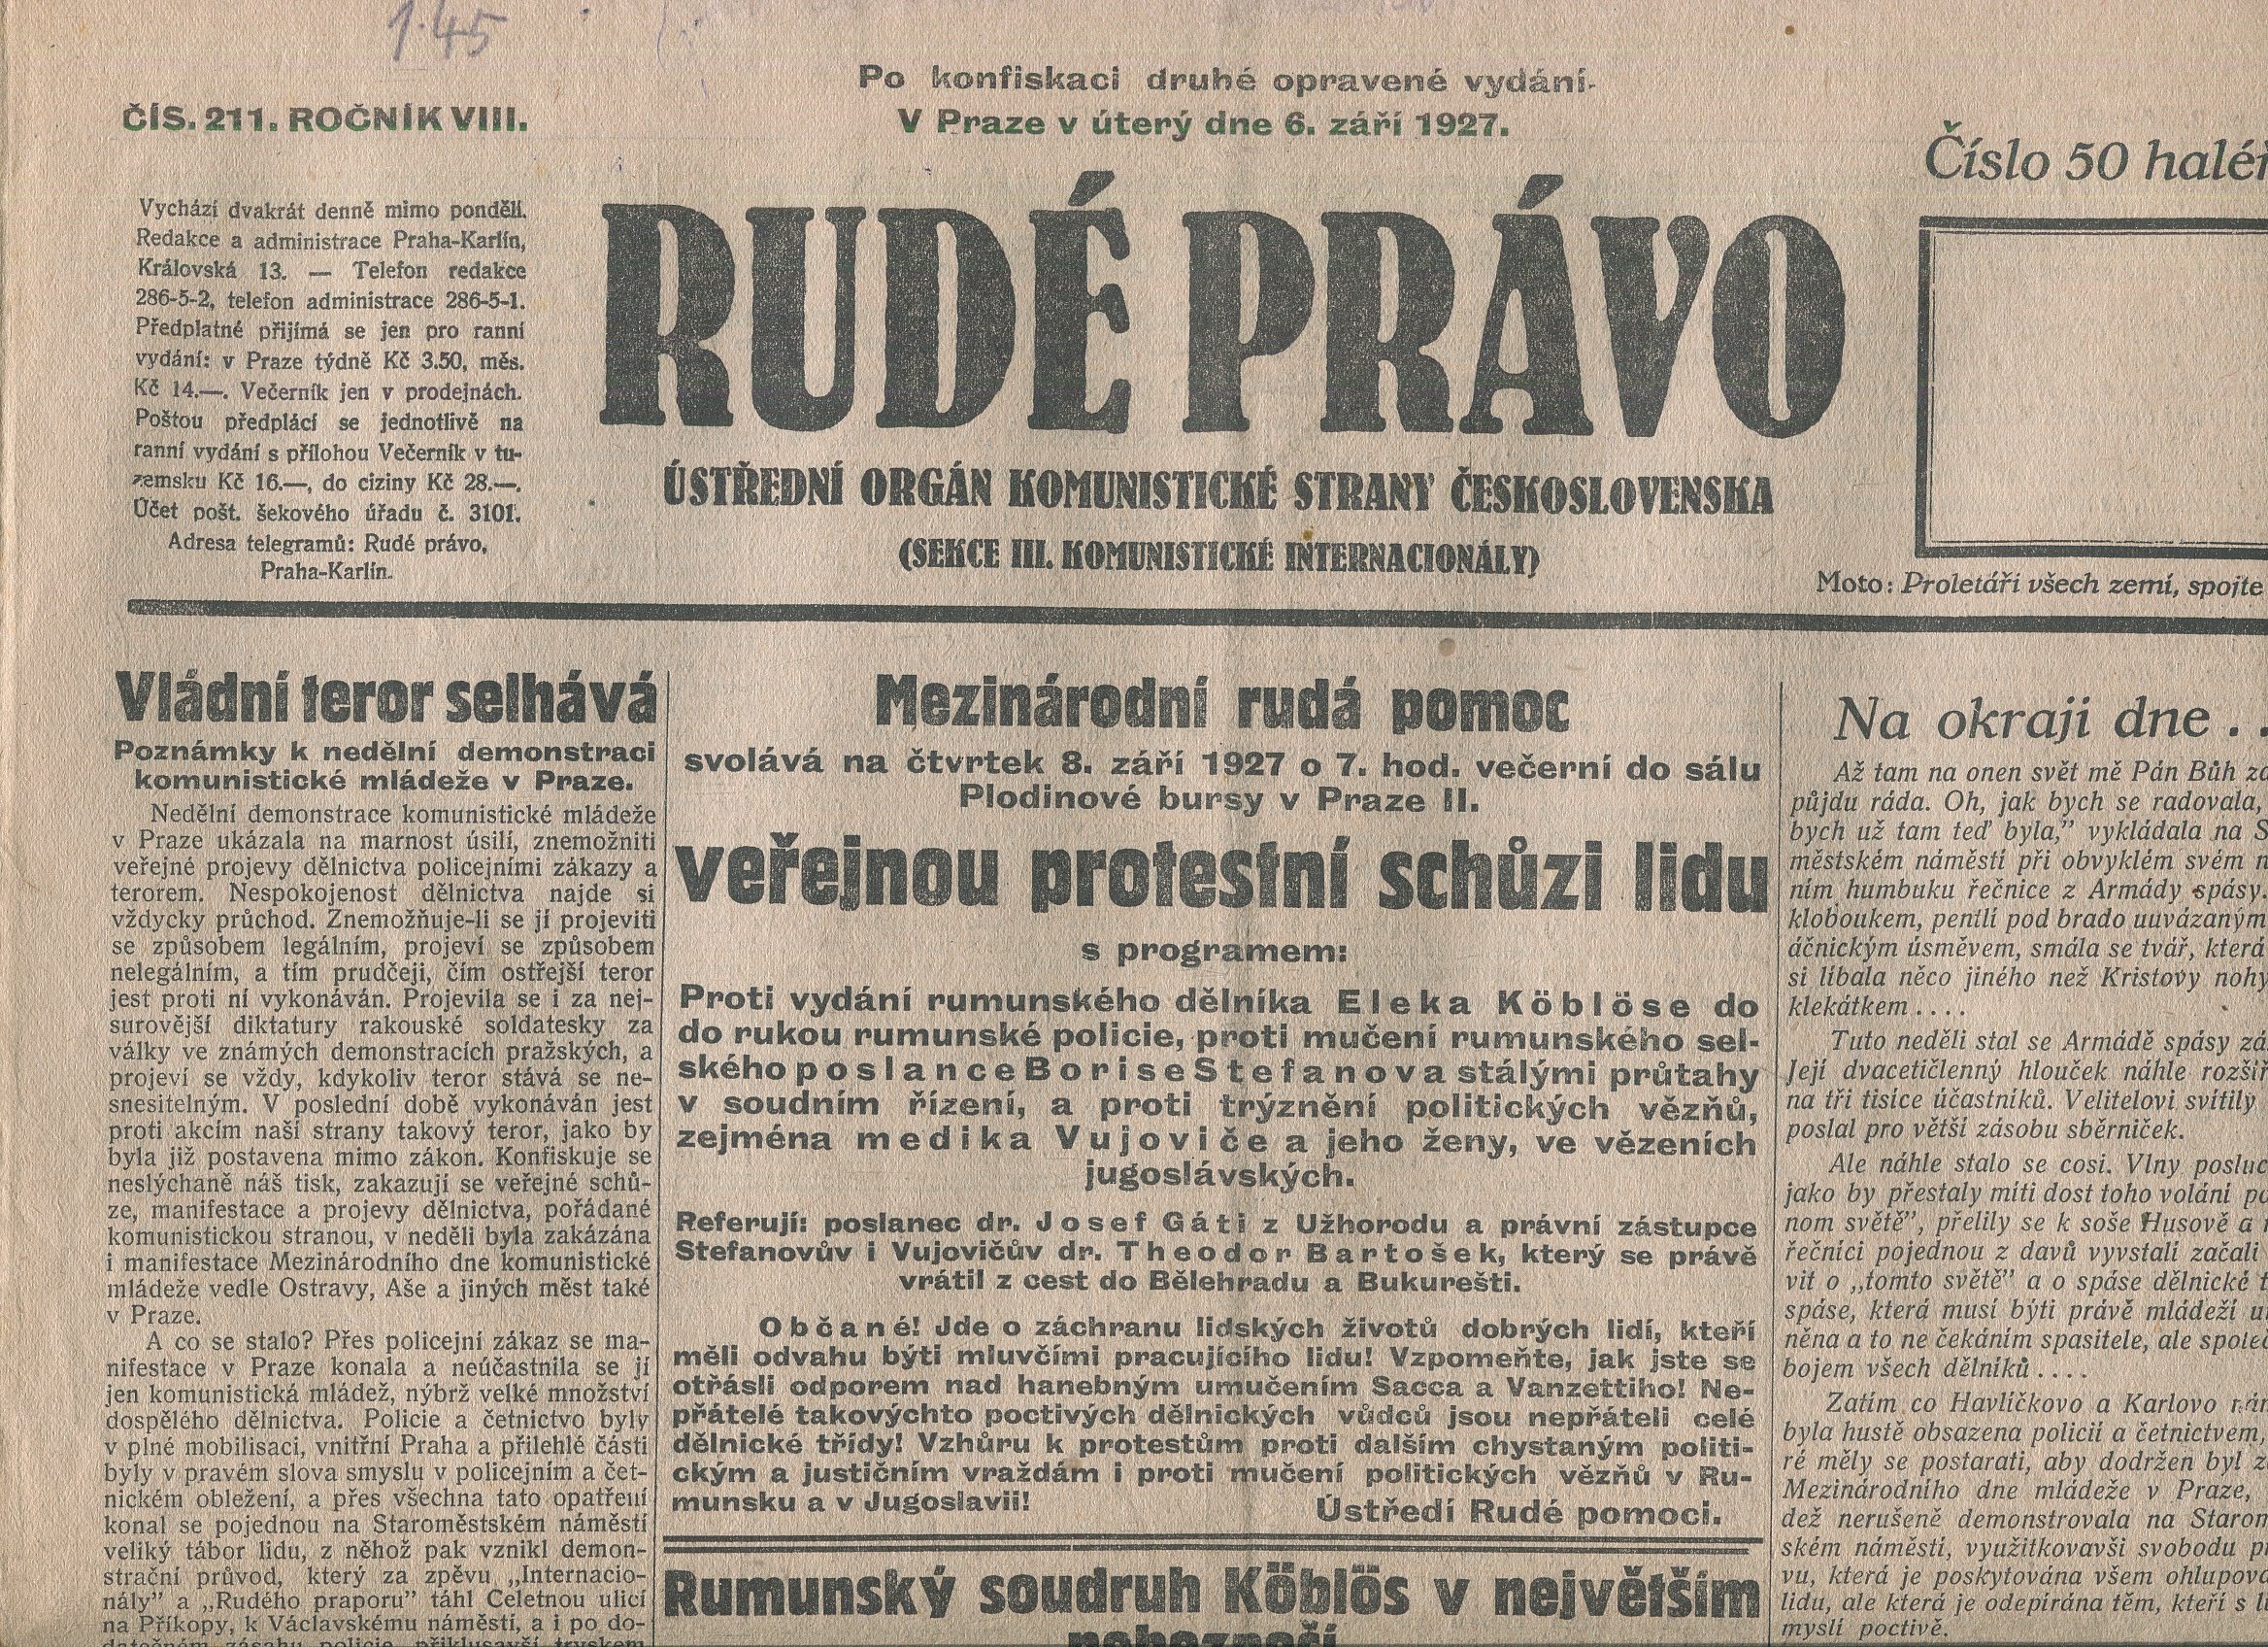 1·45
Po konfiskaci druhé opravené vydání.
ČÍS. 211. ROČNÍK VIII.
V Praze v úterý dne 6. září 1927.
Číslo 50
Vychází dvakrát denně mimo pondělí.
Redakce a administrace Praha-Karlín,
Královská 13. — Telefon redakce
286-5-2, telefon administrace 286-5-1.
Předplatné přijímá se jen pro ranní
vydání: v Praze týdně Kč 3.50, měs.
Kč 14.—. Večerník jen v prodejnách.
Poštou předplácí se jednotlivě na
ranní vydání s přílohou Večerník v tu-
zemsku Kč 16.—, do ciziny Kč 28.—.
Účet pošt. šekového úřadu č. 3101.
Adresa telegramů: Rudé právo,
Praha-Karlín.
RUDÉ PRÁVO
ÚSTŘEDNÍ ORGÁN KOMUNISTICKÉ STRANY ČESKOSLOVENSKA
(SEKCE III. KOMUNISTICKÉ INTERNACIONÁLY)
Moto: Proletáři všech zemí, spojte
Vládní teror selhává
Poznámky k nedělní demonstraci
komunistické mládeže v Praze.
Nedělní demonstrace komunistické mládeže
v Praze ukázala na marnost úsilí, znemožniti
veřejné projevy dělnictva policejními zákazy a
terorem. Nespokojenost dělnictva najde si
vždycky průchod. Znemožňuje-li se jí projeviti
se způsobem legálním, projeví se způsobem
nelegálním, a tím prudčeji, čím ostřejší teror
jest proti ní vykonáván. Projevila se i za nej-
surovější diktatury rakouské soldatesky za
války ve známých demonstracích pražských, a
projeví se vždy, kdykoliv teror stává se ne-
snesitelným. V poslední době vykonáván jest
proti akcím naší strany takový teror, jako by
byla již postavena mimo zákon. Konfiskuje se
neslýchaně náš tisk, zakazují se veřejné schů-
ze, manifestace a projevy dělnictva, pořádané
komunistickou stranou, v neděli byla zakázána
i manifestace Mezinárodního dne komunistické
mládeže vedle Ostravy, Aše a jiných měst také
v Praze.
A co se stalo? Přes policejní zákaz se ma-
nifestace v Praze konala a neúčastnila se jí
jen komunistická mládež, nýbrž velké množství
dospělého dělnictva. Policie a četnictvo byly
v plné mobilisaci, vnitřní Praha a přilehlé části
byly v pravém slova smyslu v policejním a čet-
nickém obležení, a přes všechna tato opatření
konal se pojednou na Staroměstském náměstí
veliký tábor lidu, z něhož pak vznikl demon-
strační průvod, který za zpěvu „Internacio-
nály” a „Rudého praporu” táhl Celetnou ulicí
na Příkopy, k Václavskému náměstí, a i po do-
datečném zásahu policie, přiklusavší tryskem
Mezinárodní rudá pomoc
svolává na čtvrtek 8. září 1927 o 7. hod. večerní do sálu
Plodinové bursy v Praze II.
veřejnou protestní schůzi lidu
s programem:
Proti vydání rumunského dělníka Eleka Köblöse do
do rukou rumunské policie, proti mučení rumunského sel-
ského poslance Borise Stefanova stálými průtahy
v soudním řízení, a proti trýznění politických vězňů,
zejména medika Vujoviče a jeho ženy, ve vězeních
jugoslávských.
Referují: poslanec dr. Josef Gáti z Užhorodu a právní zástupce
Stefanovův i Vujovičův dr. Theodor Bartošek, který se právě
vrátil z cest do Bělehradu a Bukurešti.
Občané! Jde o záchranu lidských životů dobrých lidí, kteří
měli odvahu býti mluvčími pracujícího lidu! Vzpomeňte, jak jste se
otřásli odporem nad hanebným umučením Sacca a Vanzettiho! Ne-
přátelé takovýchto poctivých dělnických vůdců jsou nepřáteli celé
dělnické třídy! Vzhůru k protestům proti dalším chystaným politi-
ckým a justičním vraždám i proti mučení politických vězňů v Ru-
munsku a v Jugoslavii!
Ústředí Rudé pomoci.
Rumunský soudruh Köblös v největším
nebezpečí
Na okraji dne . .
Až tam na onen svět mě Pán Bůh
půjdu ráda. Oh, jak bych se radovala,
bych už tam teď byla,” vykládala na
městském náměstí při obvyklém svém
ním humbuku řečnice z Armády spásy.
kloboukem, penilí pod brado uuvázaným
áčnickým úsměvem, smála se tvář, která
si líbala něco jiného než Kristovy nohy
klekátkem . . . .
Tuto neděli stal se Armádě spásy
Její dvacetičlenný hlouček náhle
na tři tisíce účastníků. Velitelovi svítily
poslal pro větší zásobu sběrniček.
Ale náhle stalo se cosi. Vlny
jako by přestaly míti dost toho volání
nom světě”, přelily se k soše Husově a
řečníci pojednou z davů vyvstali začali
vit o „tomto světě” a o spáse dělnické
spáse, která musí býti právě mládeží
něna a to ne čekáním spasitele, ale
bojem všech dělníků . . . .
Zatím co Havlíčkovo a Karlovo
byla hustě obsazena policií a četnictvem,
ré měly se postarati, aby dodržen byl
Mezinárodního dne mládeže v Praze,
dež nerušeně demonstrovala na
ském náměstí, využitkovavši svobodu
vu, která je poskytována všem
lidu, ale která je odepírána těm, kteří s
myslí poctivě.